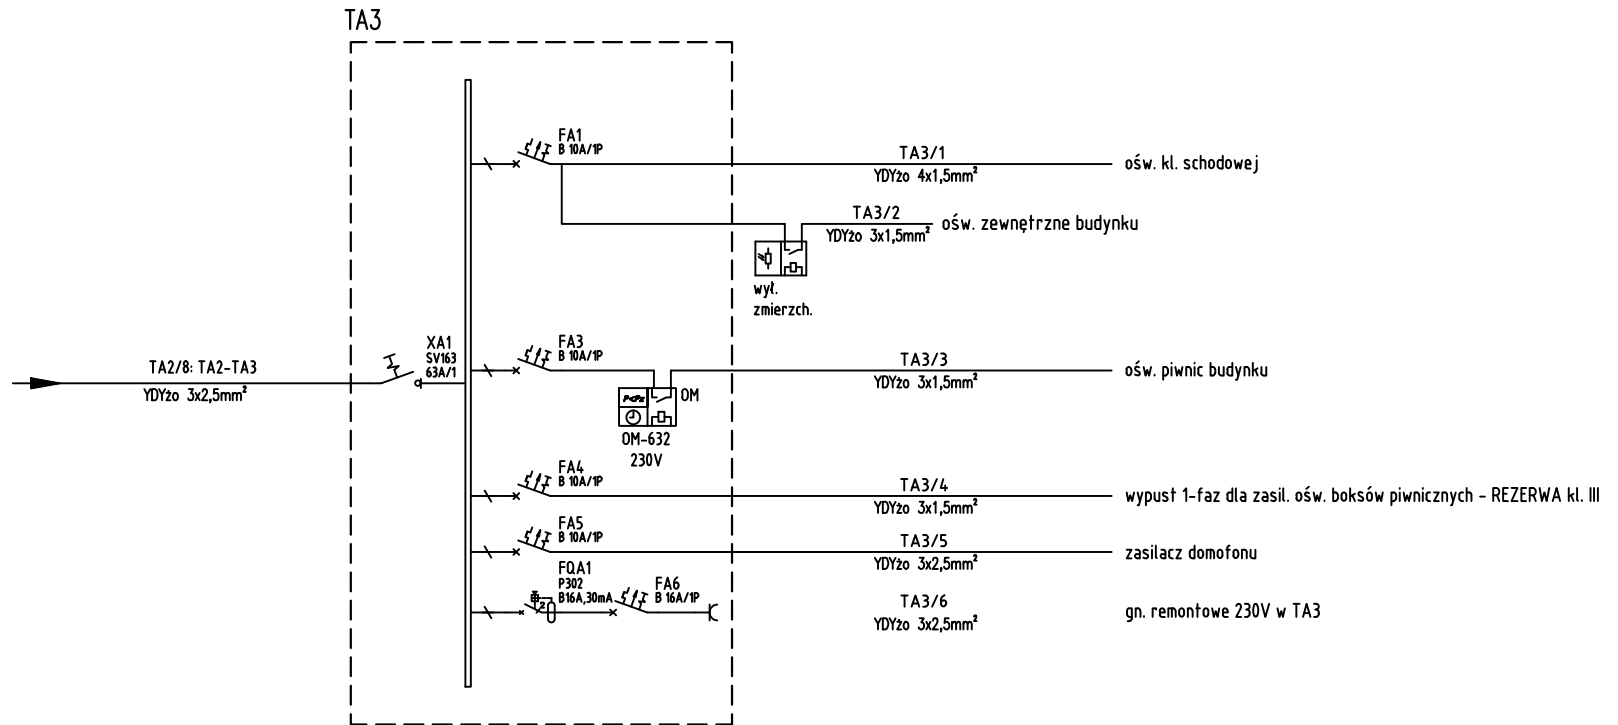 TA3
FA1
B 10A/1P
TA3/1
YDYżo 4x1,5mm²
ośw. kl. schodowej
TA3/2
YDYżo 3x1,5mm²
ośw. zewnętrzne budynku
wył.
zmierzch.
TA2/8: TA2-TA3
YDYżo 3x2,5mm²
XA1
SV163
63A/1
FA3
B 10A/1P
TA3/3
YDYżo 3x1,5mm²
ośw. piwnic budynku
OM
OM-632
230V
FA4
B 10A/1P
TA3/4
YDYżo 3x1,5mm²
wypust 1-faz dla zasil. ośw. boksów piwnicznych - REZERWA kl. III
FA5
B 10A/1P
TA3/5
YDYżo 3x2,5mm²
zasilacz domofonu
FQA1
P302
B16A,30mA
2
FA6
B 16A/1P
TA3/6
YDYżo 3x2,5mm²
gn. remontowe 230V w TA3